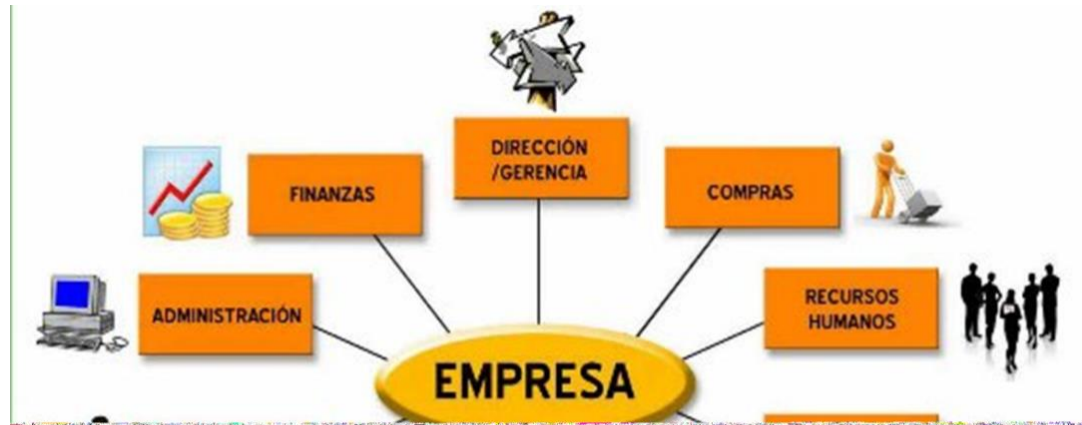 DIRECCIÓN
/GERENCIA
FINANZAS
COMPRAS
ADMINISTRACIÓN
RECURSOS
HUMANOS
EMPRESA